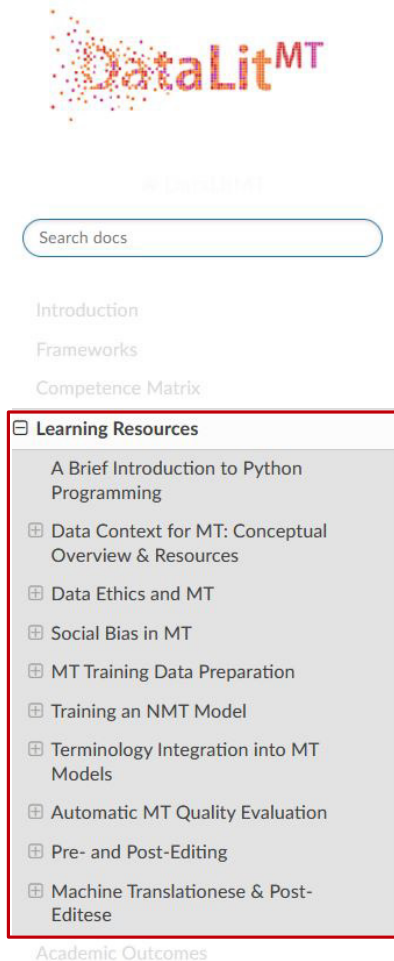 DataLitMT
Search docs
Introduction
Frameworks
Competence Matrix
Learning Resources
A Brief Introduction to Python
Programming
Data Context for MT: Conceptual
Overview & Resources
Data Ethics and MT
Social Bias in MT
MT Training Data Preparation
Training an NMT Model
Terminology Integration into MT
Models
Automatic MT Quality Evaluation
Pre- and Post-Editing
Machine Translationese & Post-
Editese
Academic Outcomes